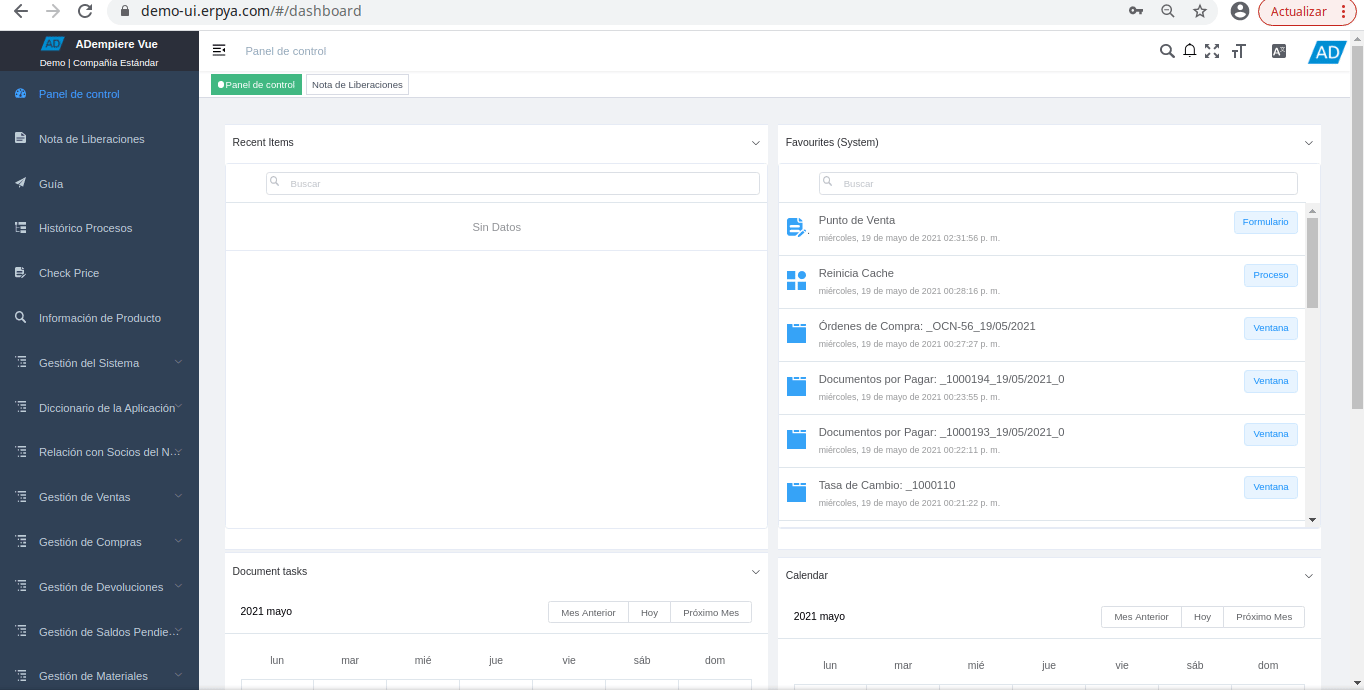 demo-ui.erpya.com/#/dashboard
Actualizar
AD
ADempiere Vue
Demo | Compañía Estándar
Panel de control
Nota de Liberaciones
Guía
Histórico Procesos
Check Price
Información de Producto
Gestión del Sistema
Diccionario de la Aplicación
Relación con Socios del N...
Gestión de Ventas
Gestión de Compras
Gestión de Devoluciones
Gestión de Saldos Pendie...
Gestión de Materiales
Panel de control
AD
Panel de control
Nota de Liberaciones
Recent Items
Buscar
Sin Datos
Favourites (System)
Buscar
Punto de Venta
Formulario
miércoles, 19 de mayo de 2021 02:31:56 p. m.
Reinicia Cache
Proceso
miércoles, 19 de mayo de 2021 00:28:16 p. m.
Órdenes de Compra: _OCN-56_19/05/2021
Ventana
miércoles, 19 de mayo de 2021 00:27:27 p. m.
Documentos por Pagar: _1000194_19/05/2021_0
Ventana
miércoles, 19 de mayo de 2021 00:23:55 p. m.
Documentos por Pagar: _1000193_19/05/2021_0
Ventana
miércoles, 19 de mayo de 2021 00:22:11 p. m.
Tasa de Cambio: _1000110
Ventana
miércoles, 19 de mayo de 2021 00:21:22 p. m.
Document tasks
2021 mayo
Mes Anterior Hoy Próximo Mes
lun mar mié jue vie sáb dom
Calendar
2021 mayo
Mes Anterior Hoy Próximo Mes
lun mar mié jue vie sáb dom